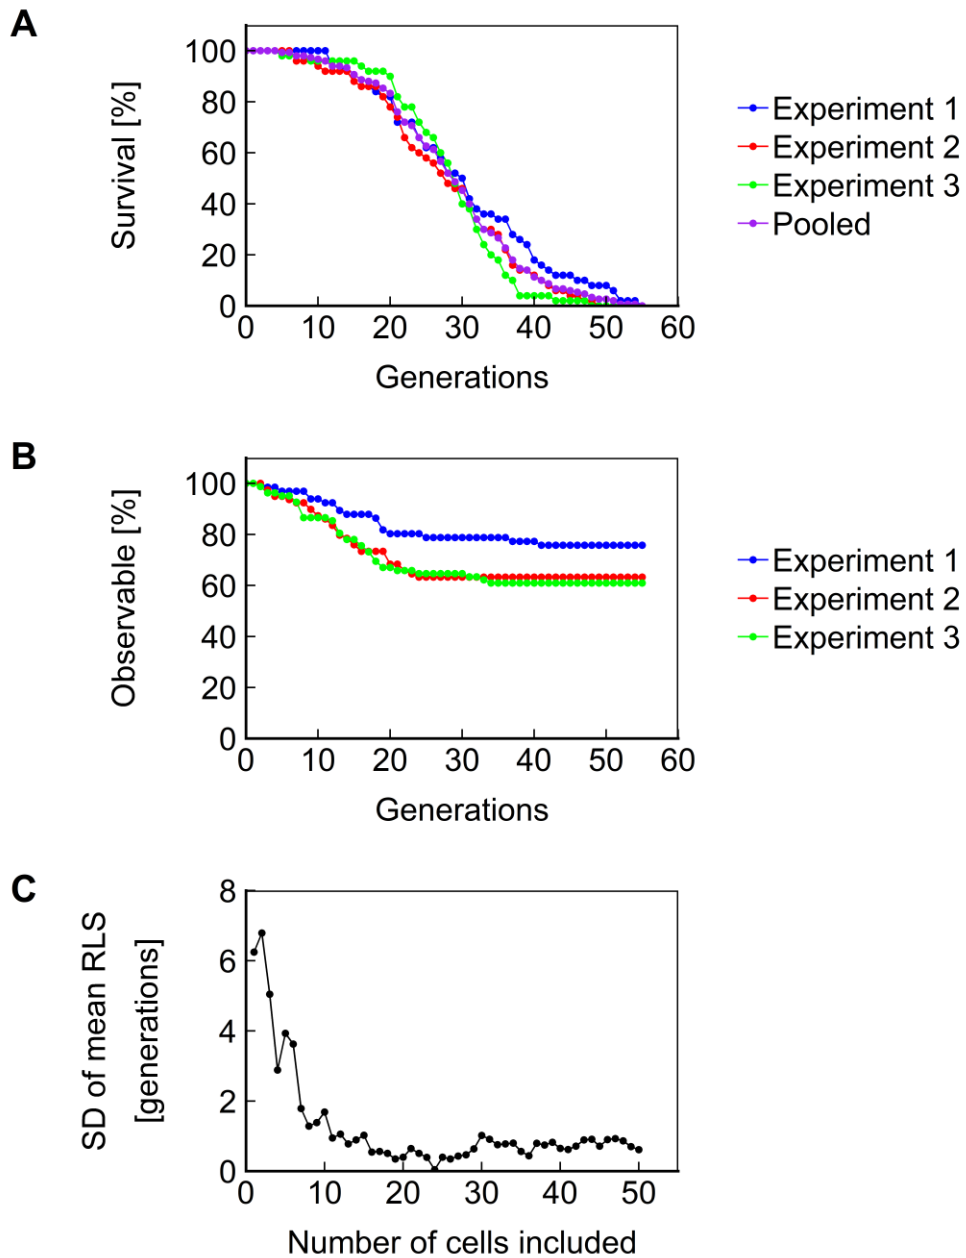 A
Survival [%]
100
80
60
40
20
0
0 10 20 30 40 50 60
Generations
Experiment 1
Experiment 2
Experiment 3
Pooled
B
Observable [%]
100
80
60
40
20
0
0 10 20 30 40 50 60
Generations
Experiment 1
Experiment 2
Experiment 3
C
SD of mean RLS
[generations]
8
6
4
2
0
0 10 20 30 40 50
Number of cells included